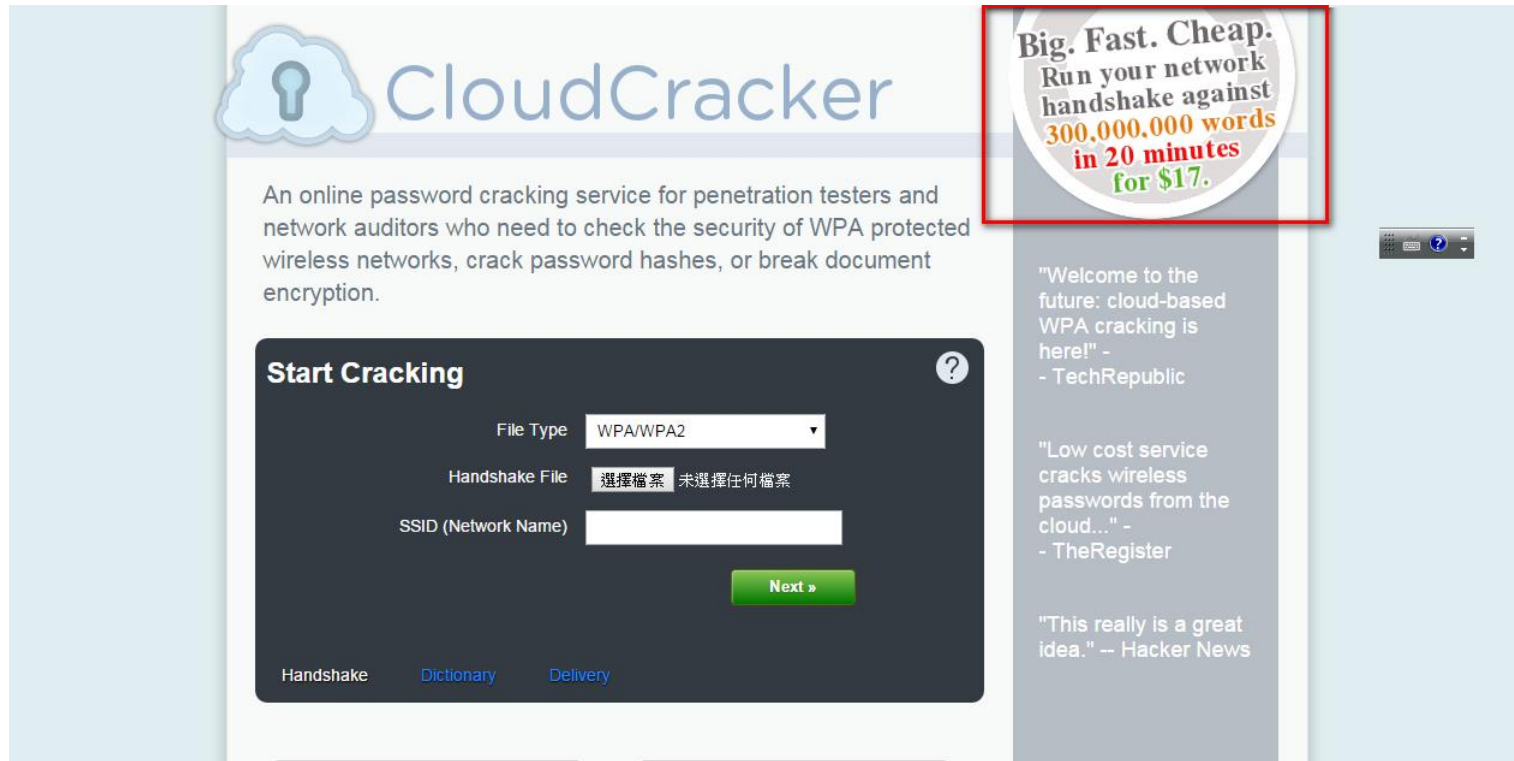 CloudCracker
Big. Fast. Cheap.
Run your network
handshake against
300,000,000 words
in 20 minutes
for $17.
An online password cracking service for penetration testers and
network auditors who need to check the security of WPA protected
wireless networks, crack password hashes, or break document
encryption.
Start Cracking
?
File Type WPA/WPA2
Handshake File 選擇檔案 未選擇任何檔案
SSID (Network Name)
Next »
Handshake Dictionary Delivery
"Welcome to the
future: cloud-based
WPA cracking is
here!" -
- TechRepublic
"Low cost service
cracks wireless
passwords from the
cloud..." -
- TheRegister
"This really is a great
idea." -- Hacker News
?